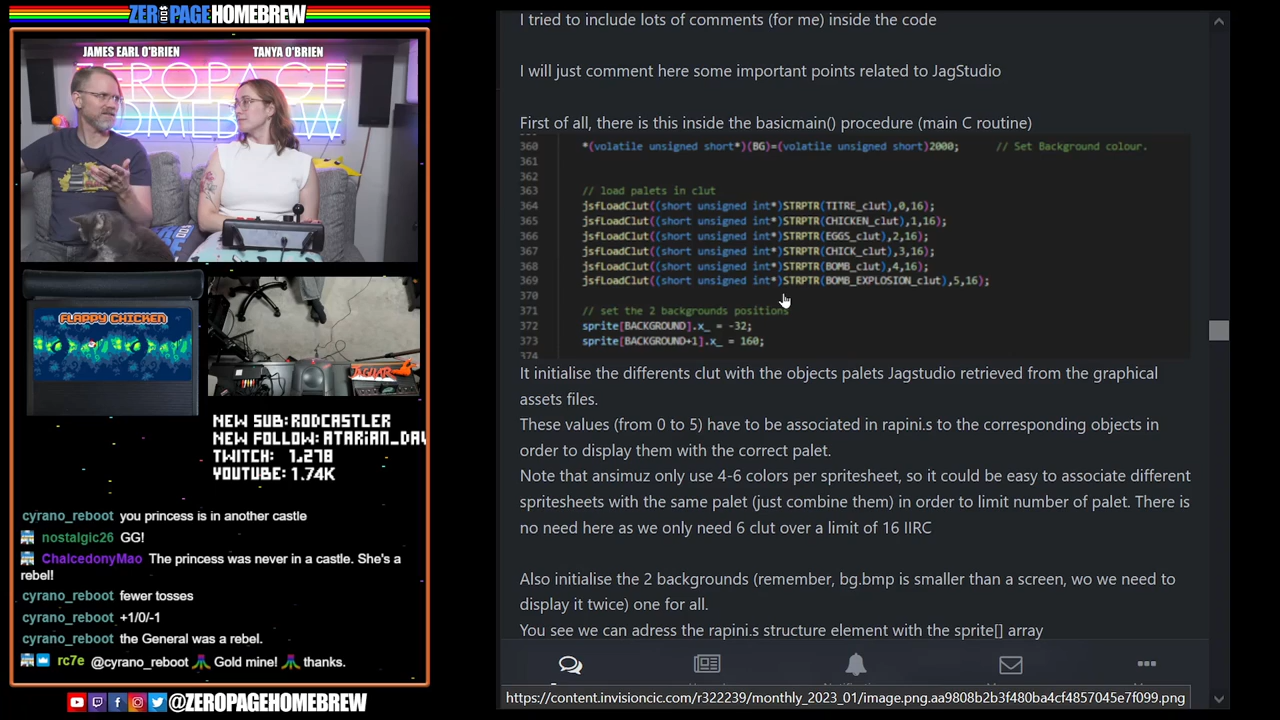 ZEROPAGE HOMEBREW
JAMES EARL O'BRIEN
TANYA O'BRIEN
ZEROPAGE
HOMEBREW
FLAPPY CHICKEN
JAGUAR
NEW SUB:RODCASTLER
NEW FOLLOW:ATARIAN_DAV
TWITCH: 1,278
YOUTUBE: 1.74K
cyrano_reboot you princess is in another castle
nostalgic26 GG!
ChalcedonyMao The princess was never in a castle. She's a
rebel!
cyrano_reboot fewer tosses
cyrano_reboot +1/0/-1
cyrano_reboot the General was a rebel.
rc7e @cyrano_reboot Gold mine! thanks.
@ZEROPAGEHOMEBREW
I tried to include lots of comments (for me) inside the code
I will just comment here some important points related to JagStudio
First of all, there is this inside the basicmain() procedure (main C routine)
360 *(volatile unsigned short*)(BG)=(volatile unsigned short)2000; // Set Background colour.
361
362
363 // load palets in clut
364 jsfLoadClut((short unsigned int*)STRPTR(TITRE_clut),0,16);
365 jsfLoadClut((short unsigned int*)STRPTR(CHICKEN_clut),1,16);
366 jsfLoadClut((short unsigned int*)STRPTR(EGGS_clut),2,16);
367 jsfLoadClut((short unsigned int*)STRPTR(CHICK_clut),3,16);
368 jsfLoadClut((short unsigned int*)STRPTR(BOMB_clut),4,16);
369 jsfLoadClut((short unsigned int*)STRPTR(BOMB_EXPLOSION_clut),5,16);
370
371 // set the 2 backgrounds positions
372 sprite[BACKGROUND].x_ = -32;
373 sprite[BACKGROUND+1].x_ = 160;
374
It initialise the differents clut with the objects palets Jagstudio retrieved from the graphical
assets files.
These values (from 0 to 5) have to be associated in rapini.s to the corresponding objects in
order to display them with the correct palet.
Note that ansimuz only use 4-6 colors per spritesheet, so it could be easy to associate different
spritesheets with the same palet (just combine them) in order to limit number of palet. There is
no need here as we only need 6 clut over a limit of 16 IIRC
Also initialise the 2 backgrounds (remember, bg.bmp is smaller than a screen, wo we need to
display it twice) one for all.
You see we can adress the rapini.s structure element with the sprite[] array
https://content.invisioncic.com/r322239/monthly_2023_01/image.png.aa9808b2b3f480ba4cf4857045e7f099.png